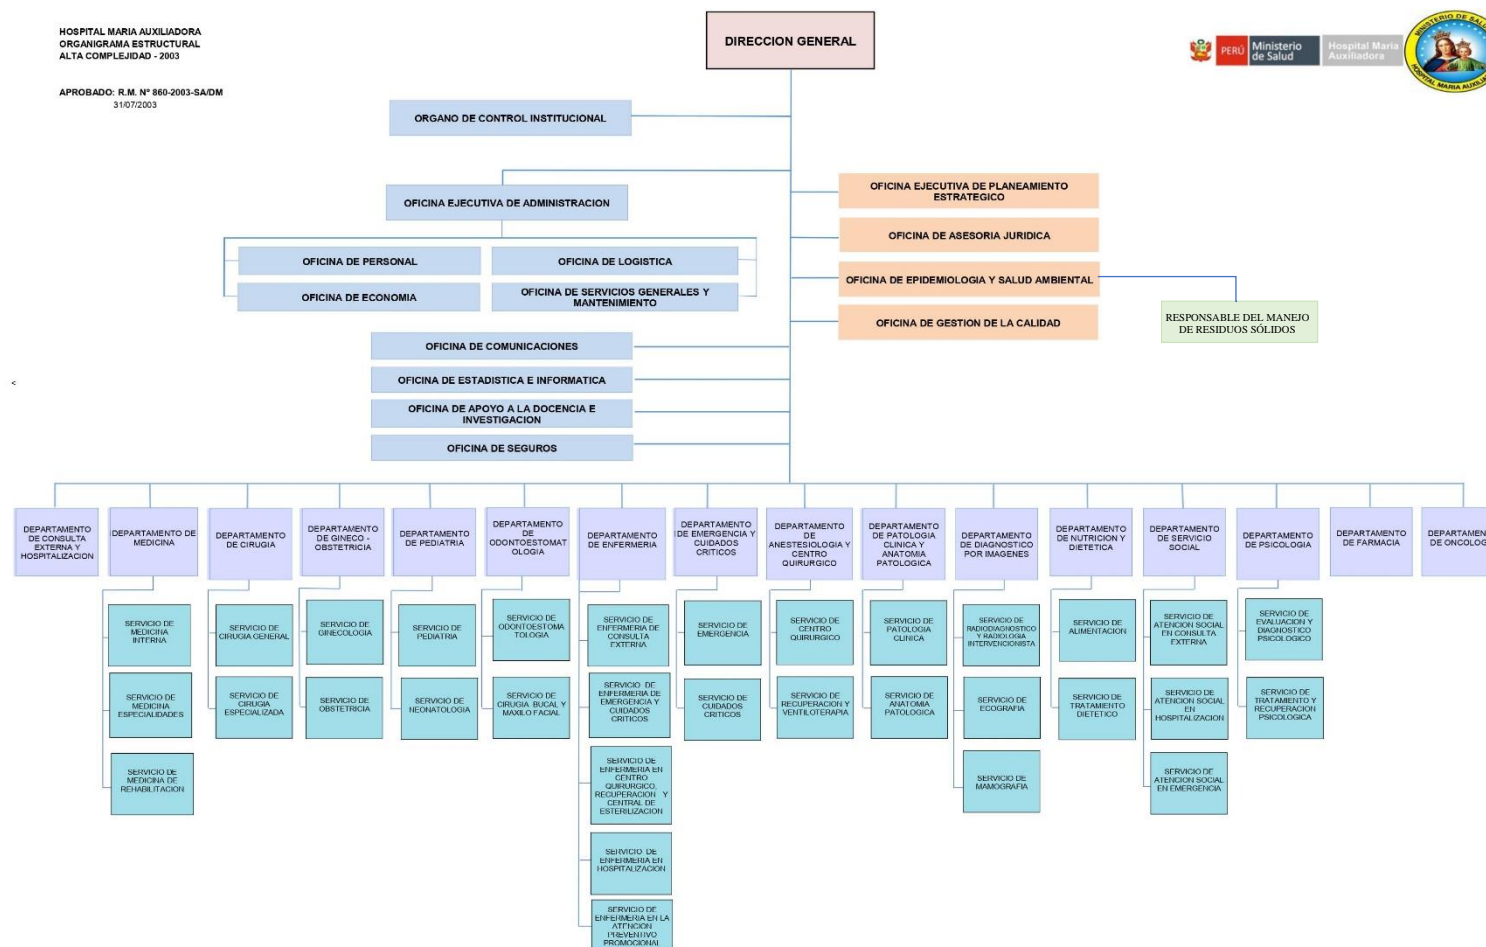 HOSPITAL MARIA AUXILIADORA
ORGANIGRAMA ESTRUCTURAL
ALTA COMPLEJIDAD - 2003
APROBADO: R.M. Nº 860-2003-SA/DM
31/07/2003
DIRECCION GENERAL
PERÚ
Ministerio
de Salud
Hospital Maria
Auxiliadora
MINISTERIO DE SALUD
HOSPITAL MARIA AUXILIA
ORGANO DE CONTROL INSTITUCIONAL
OFICINA EJECUTIVA DE ADMINISTRACION
OFICINA DE PERSONAL
OFICINA DE LOGISTICA
OFICINA DE ECONOMIA
OFICINA DE SERVICIOS GENERALES Y
MANTENIMIENTO
OFICINA EJECUTIVA DE PLANEAMIENTO
ESTRATEGICO
OFICINA DE ASESORIA JURIDICA
OFICINA DE EPIDEMIOLOGIA Y SALUD AMBIENTAL
OFICINA DE GESTION DE LA CALIDAD
RESPONSABLE DEL MANEJO
DE RESIDUOS SÓLIDOS
OFICINA DE COMUNICACIONES
<
OFICINA DE ESTADISTICA E INFORMATICA
OFICINA DE APOYO A LA DOCENCIA E
INVESTIGACION
OFICINA DE SEGUROS
DEPARTAMENTO
DE CONSULTA
EXTERNA Y
HOSPITALIZACION
DEPARTAMENTO DE
MEDICINA
DEPARTAMENTO
DE CIRUGIA
DEPARTAMENTO
DE GINECO -
OBSTETRICIA
DEPARTAMENTO
DE PEDIATRIA
DEPARTAMENTO
DE
ODONTOESTOMAT
OLOGIA
DEPARTAMENTO
DE ENFERMERIA
DEPARTAMENTO
DE EMERGENCIA Y
CUIDADOS
CRITICOS
DEPARTAMENTO
DE
ANESTESIOLOGIA Y
CENTRO
QUIRURGICO
DEPARTAMENTO
DE PATOLOGIA
CLINICA Y
ANATOMIA
PATOLOGICA
DEPARTAMENTO
DE DIAGNOSTICO
POR IMAGENES
DEPARTAMENTO
DE NUTRICION Y
DIETETICA
DEPARTAMENTO
DE SERVICIO
SOCIAL
DEPARTAMENTO
DE PSICOLOGIA
DEPARTAMENTO
DE FARMACIA
DEPARTAMEN
DE ONCOLOG
SERVICIO DE
MEDICINA
INTERNA
SERVICIO DE
MEDICINA
ESPECIALIDADES
SERVICIO DE
MEDICINA DE
REHABILITACION
SERVICIO DE
CIRUGIA GENERAL
SERVICIO DE
CIRUGIA
ESPECIALIZADA
SERVICIO DE
GINECOLOGIA
SERVICIO DE
OBSTETRICIA
SERVICIO DE
PEDIATRIA
SERVICIO DE
NEONATOLOGIA
SERVICIO DE
ODONTOESTOMA
TOLOGIA
SERVICIO DE
CIRUGIA BUCAL Y
MAXILO FACIAL
SERVICIO DE
ENFERMERIA DE
CONSULTA
EXTERNA
SERVICIO DE
ENFERMERIA DE
EMERGENCIA Y
CUIDADOS
CRITICOS
SERVICIO DE
ENFERMERIA EN
CENTRO
QUIRURGICO,
RECUPERACION Y
CENTRAL DE
ESTERILIZACION
SERVICIO DE
ENFERMERIA EN
HOSPITALIZACION
SERVICIO DE
ENFERMERIA EN LA
ATENCION
PREVENTIVO
PROMOCIONAL
SERVICIO DE
EMERGENCIA
SERVICIO DE
CUIDADOS
CRITICOS
SERVICIO DE
CENTRO
QUIRURGICO
SERVICIO DE
RECUPERACION Y
VENTILOTERAPIA
SERVICIO DE
PATOLOGIA
CLINICA
SERVICIO DE
ANATOMIA
PATOLOGICA
SERVICIO DE
RADIODIAGNOSTICO
Y RADIOLOGIA
INTERVENCIONISTA
SERVICIO DE
ECOGRAFIA
SERVICIO DE
MAMOGRAFIA
SERVICIO DE
ALIMENTACION
SERVICIO DE
TRATAMIENTO
DIETETICO
SERVICIO DE
ATENCION SOCIAL
EN CONSULTA
EXTERNA
SERVICIO DE
ATENCION SOCIAL
EN
HOSPITALIZACION
SERVICIO DE
ATENCION SOCIAL
EN EMERGENCIA
SERVICIO DE
EVALUACION Y
DIAGNOSTICO
PSICOLOGICO
SERVICIO DE
TRATAMIENTO Y
RECUPERACION
PSICOLOGICA